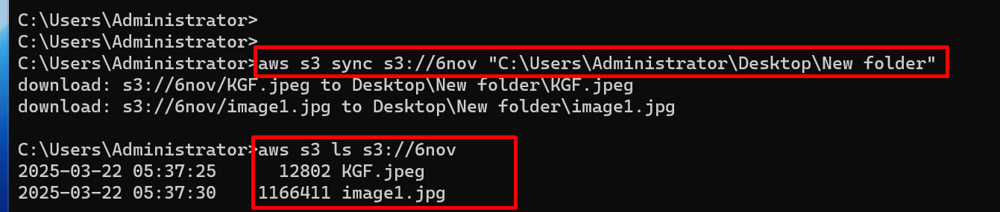 C:\Users\Administrator>
C:\Users\Administrator>
C:\Users\Administrator>aws s3 sync s3://6nov "C:\Users\Administrator\Desktop\New folder"
download: s3://6nov/KGF.jpeg to Desktop\New folder\KGF.jpeg
download: s3://6nov/image1.jpg to Desktop\New folder\image1.jpg
C:\Users\Administrator>aws s3 ls s3://6nov
2025-03-22 05:37:25      12802 KGF.jpeg
2025-03-22 05:37:30    1166411 image1.jpg